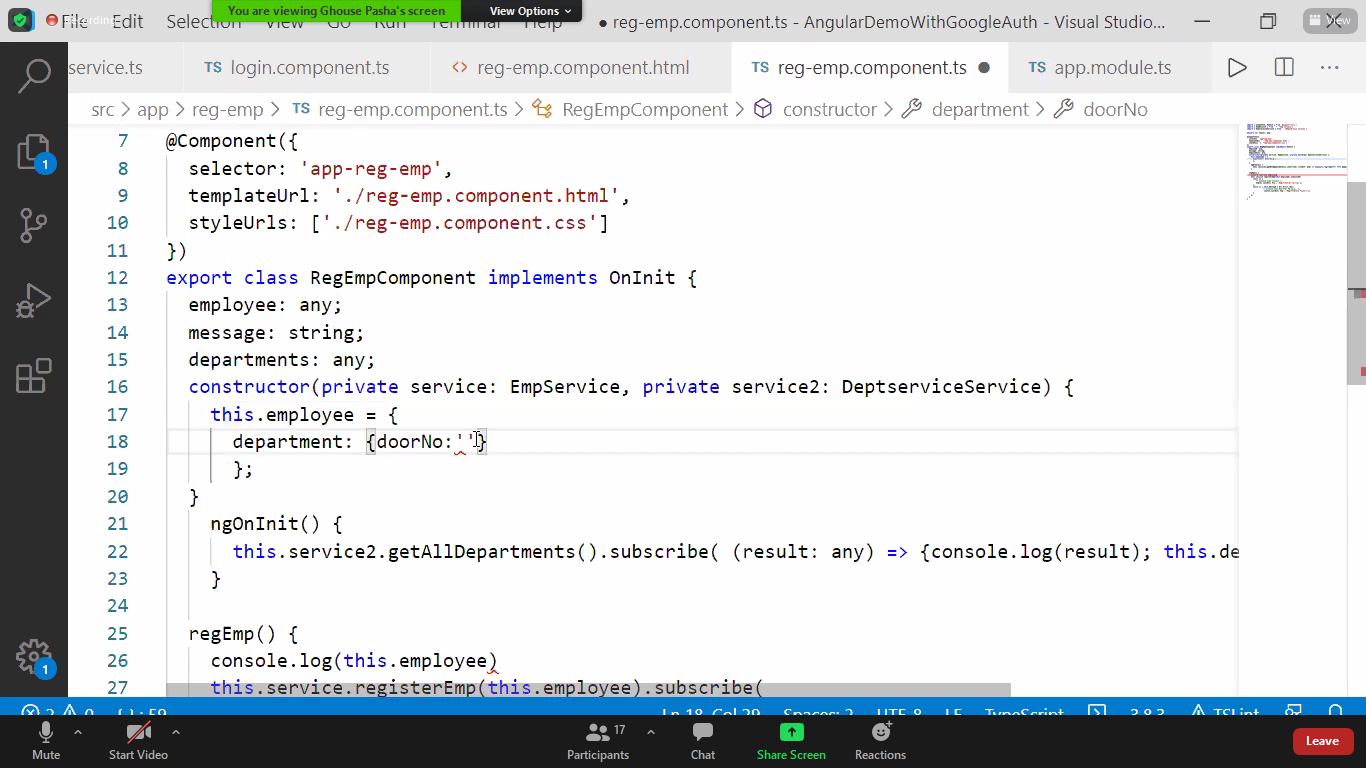 You are viewing Ghouse Pasha's screen
View Options
File Edit Selection View Go Run Terminal Help
● reg-emp.component.ts - AngularDemoWithGoogleAuth - Visual Studio...
View
service.ts
TS login.component.ts
<> reg-emp.component.html
TS reg-emp.component.ts ●
TS app.module.ts
src > app > reg-emp > TS reg-emp.component.ts > RegEmpComponent > constructor > department > doorNo
7 @Component({
8 selector: 'app-reg-emp',
9 templateUrl: './reg-emp.component.html',
10 styleUrls: ['./reg-emp.component.css']
11 })
12 export class RegEmpComponent implements OnInit {
13 employee: any;
14 message: string;
15 departments: any;
16 constructor(private service: EmpService, private service2: DeptserviceService) {
17 this.employee = {
18 department: {doorNo:''}
19 };
20 }
21 ngOnInit() {
22 this.service2.getAllDepartments().subscribe( (result: any) => {console.log(result); this.de
23 }
24
25 regEmp() {
26 console.log(this.employee)
27 this.service.registerEmp(this.employee).subscribe(
1
1
2 0 {..}: 59
Ln 18, Col 29 Spaces: 2 UTF-8 LF TypeScript 3.8.3 TSLint
Mute
Start Video
17
Participants
Chat
Share Screen
Reactions
Leave